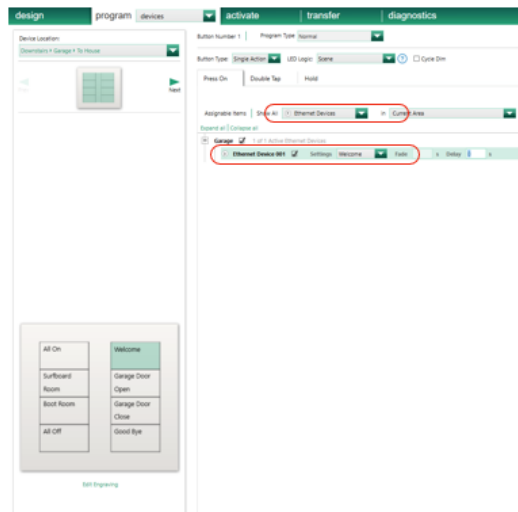 design program devices activate transfer diagnostics
Device Location:
Downstairs › Garage › To House
Next
Button Number 1 Program Type Normal
Button Type: Single Action LED Logic: Scene ? Cycle Dim
Press On Double Tap Hold
Assignable Items Show All Ethernet Devices in Current Area
Expand all Collapse all
Garage 1 of 1 Active Ethernet Devices
Ethernet Device 001 Settings Welcome Fade s Delay s
All On
Welcome
Surfboard Room
Garage Door Open
Boot Room
Garage Door Close
All Off
Good Bye
Edit Engraving